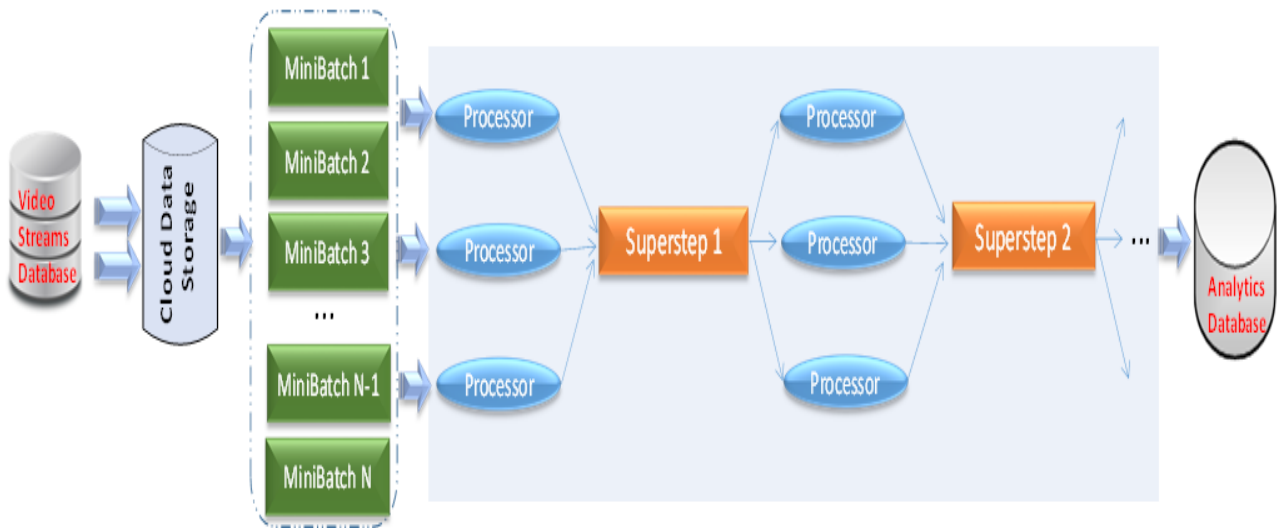 Video
Streams
Database
Cloud Data
Storage
MiniBatch 1
MiniBatch 2
MiniBatch 3
...
MiniBatch N-1
MiniBatch N
Processor
Processor
Processor
Superstep 1
Processor
Processor
Processor
Superstep 2
...
Analytics
Database